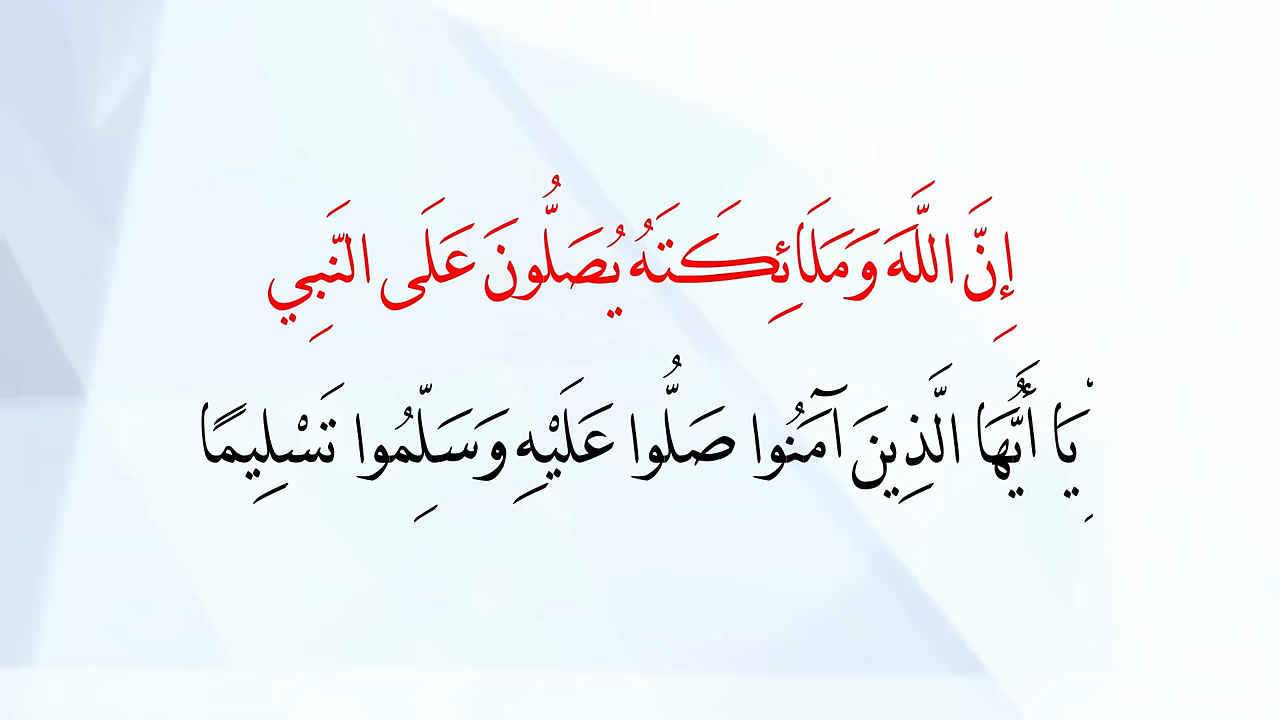 إِنَّ اللَّهَ وَمَلَائِكَتَهُ يُصَلُّونَ عَلَى النَّبِي
يَا أَيُّهَا الَّذِينَ آمَنُوا صَلُّوا عَلَيْهِ وَسَلِّمُوا تَسْلِيمًا